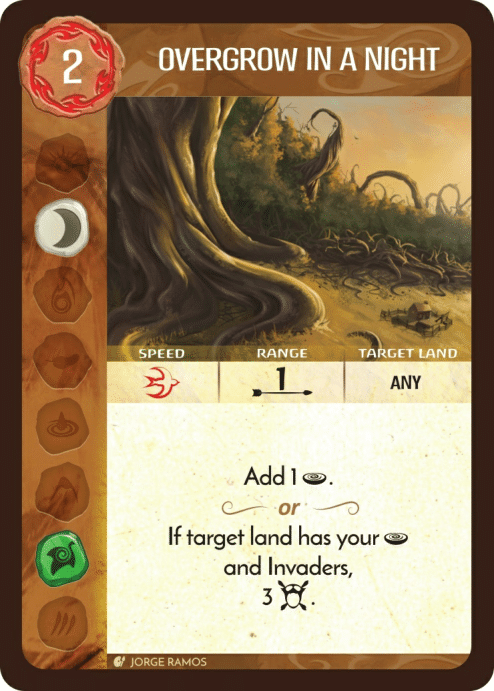 2
OVERGROW IN A NIGHT
SPEED RANGE TARGET LAND
1 ANY
Add 1 .
or
If target land has your
and Invaders,
3 .
JORGE RAMOS